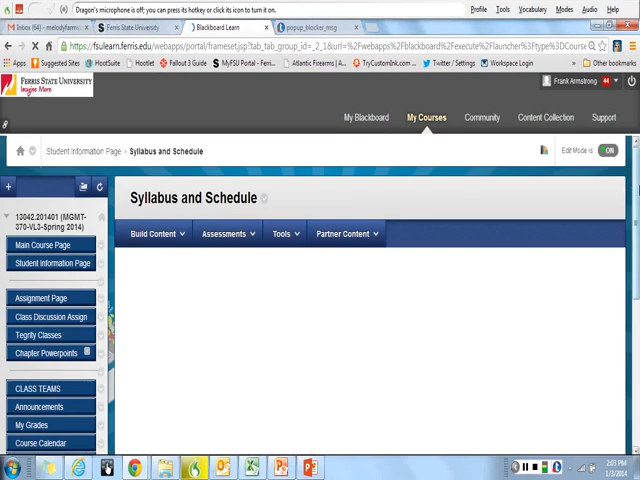 Dragon's microphone is off; you can press its hotkey or click its icon to turn it on.
Profile Tools Vocabulary Modes Audio Help
Ferris State University
Blackboard Learn
popup_blocker_msg
https://fsulearn.ferris.edu/webapps/portal/frameset.jsp?tab_tab_group_id=_2_1&url=%2Fwebapps%2Fblackboard%2Fexecute%2Flauncher%3Ftype%3DCourse
Apps Suggested Sites HootSuite Hootlet Fallout 3 Guide MyFSU Portal - Ferri... Atlantic Firearms | A... TryCustomInk.com Twitter / Settings Workspace Login Other bookmarks
FERRIS STATE UNIVERSITY
Imagine More
Frank Armstrong 44
My Blackboard My Courses Community Content Collection Support
Student Information Page Syllabus and Schedule
Edit Mode is: ON
Syllabus and Schedule
13042.201401 (MGMT-
370-VL3-Spring 2014)
Build Content Assessments Tools Partner Content
Main Course Page
Student Information Page
Assignment Page
Class Discussion Assign
Tegrity Classes
Chapter Powerpoints
CLASS TEAMS
Announcements
My Grades
Course Calendar
2:03 PM
1/3/2014